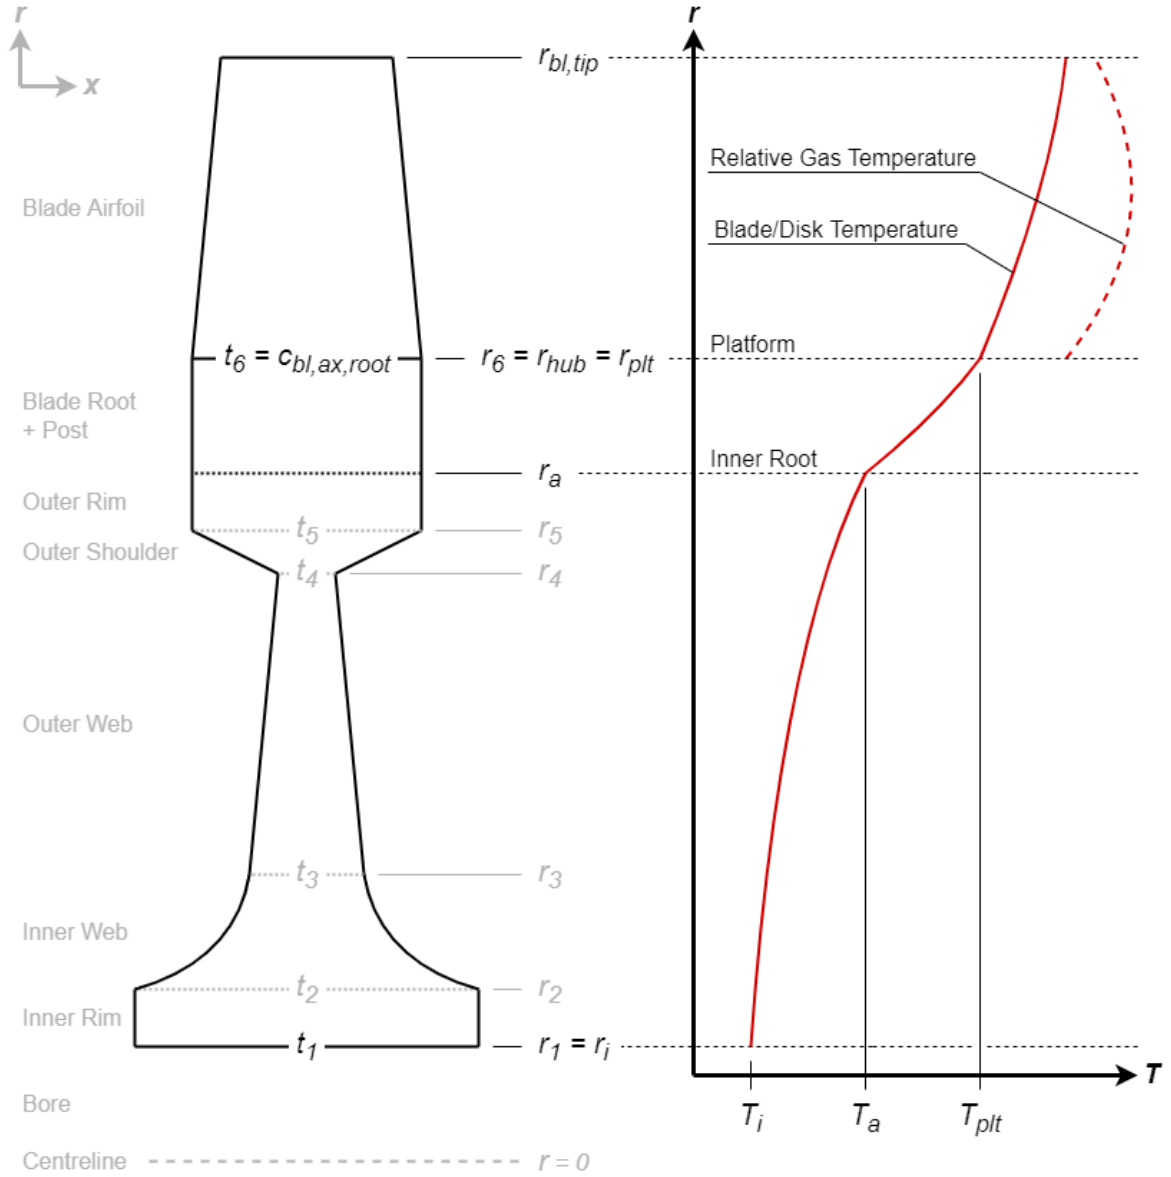 r
r
r_bl,tip
x
Relative Gas Temperature
Blade Airfoil
Blade/Disk Temperature
Platform
t_6 = c_bl,ax,root
r_6 = r_hub = r_plt
Blade Root
+ Post
Inner Root
r_a
Outer Rim
t_5
r_5
Outer Shoulder
t_4
r_4
Outer Web
t_3
r_3
Inner Web
t_2
r_2
Inner Rim
t_1
r_1 = r_i
T
Bore
T_i
T_a
T_plt
Centreline
r = 0